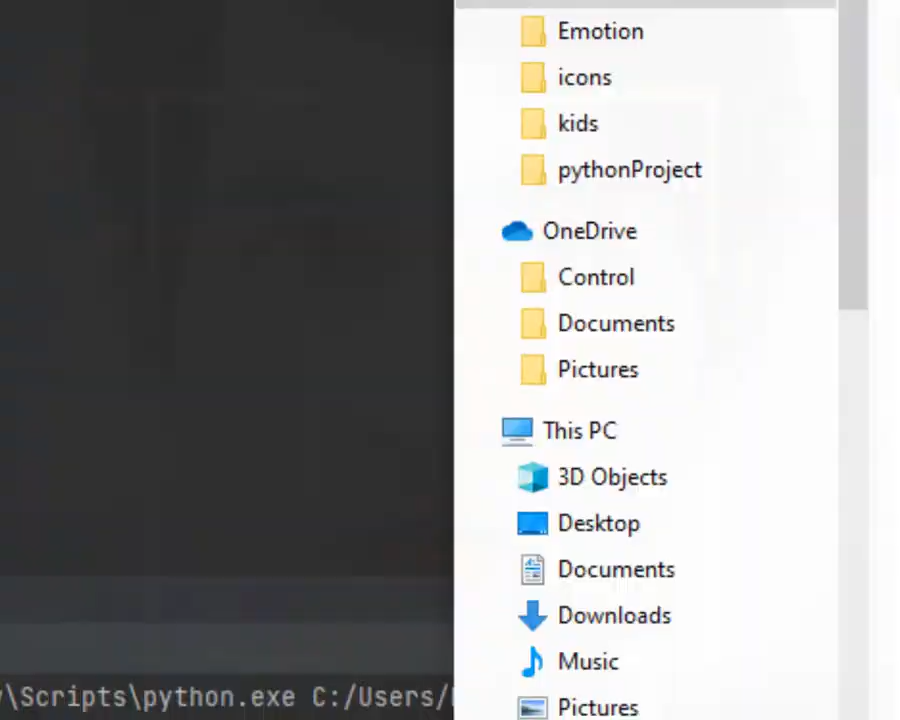 Emotion
icons
kids
pythonProject
OneDrive
Control
Documents
Pictures
This PC
3D Objects
Desktop
Documents
Downloads
Music
Pictures
\Scripts\python.exe C:/Users/